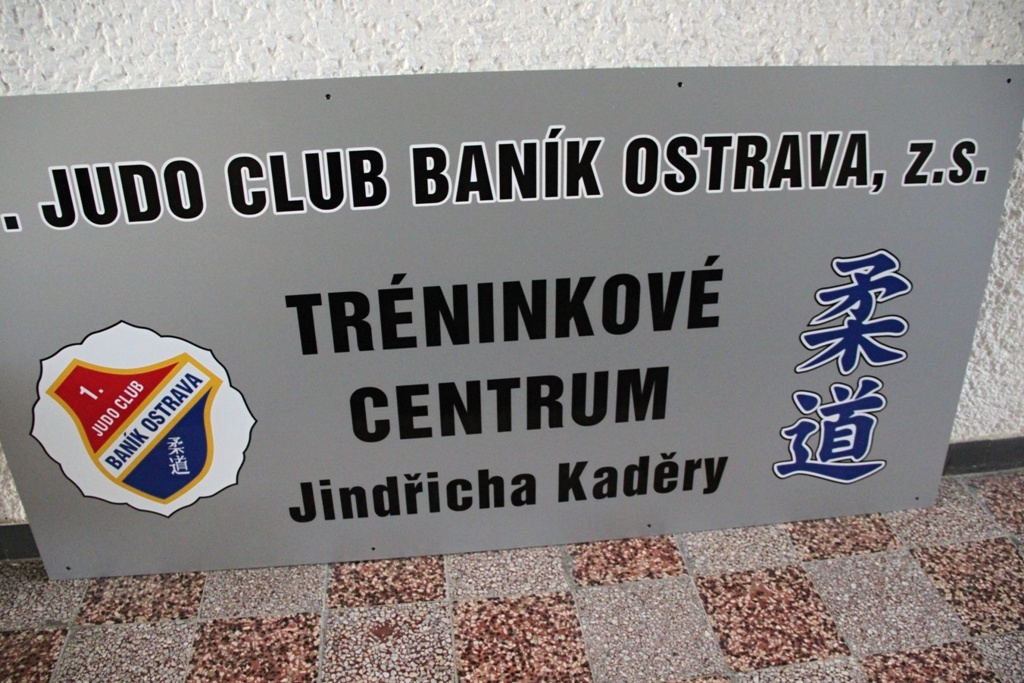 . JUDO CLUB BANÍK OSTRAVA, z.s.
TRÉNINKOVÉ
CENTRUM
Jindřicha Kaděry
柔道
1.
JUDO CLUB
BANÍK OSTRAVA
柔道